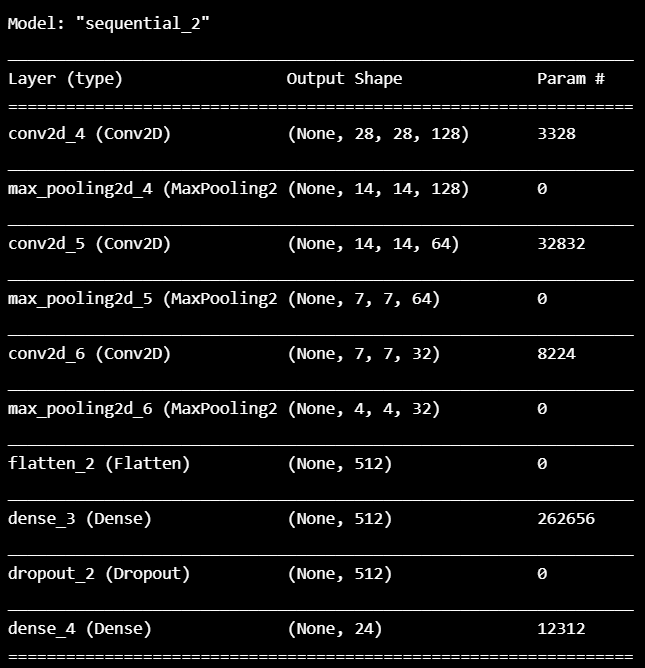 Model: "sequential_2"
_________________________________________________________________
Layer (type)                 Output Shape              Param #
=================================================================
conv2d_4 (Conv2D)            (None, 28, 28, 128)       3328
_________________________________________________________________
max_pooling2d_4 (MaxPooling2 (None, 14, 14, 128)       0
_________________________________________________________________
conv2d_5 (Conv2D)            (None, 14, 14, 64)        32832
_________________________________________________________________
max_pooling2d_5 (MaxPooling2 (None, 7, 7, 64)          0
_________________________________________________________________
conv2d_6 (Conv2D)            (None, 7, 7, 32)          8224
_________________________________________________________________
max_pooling2d_6 (MaxPooling2 (None, 4, 4, 32)          0
_________________________________________________________________
flatten_2 (Flatten)          (None, 512)               0
_________________________________________________________________
dense_3 (Dense)              (None, 512)               262656
_________________________________________________________________
dropout_2 (Dropout)          (None, 512)               0
_________________________________________________________________
dense_4 (Dense)              (None, 24)                12312
=================================================================